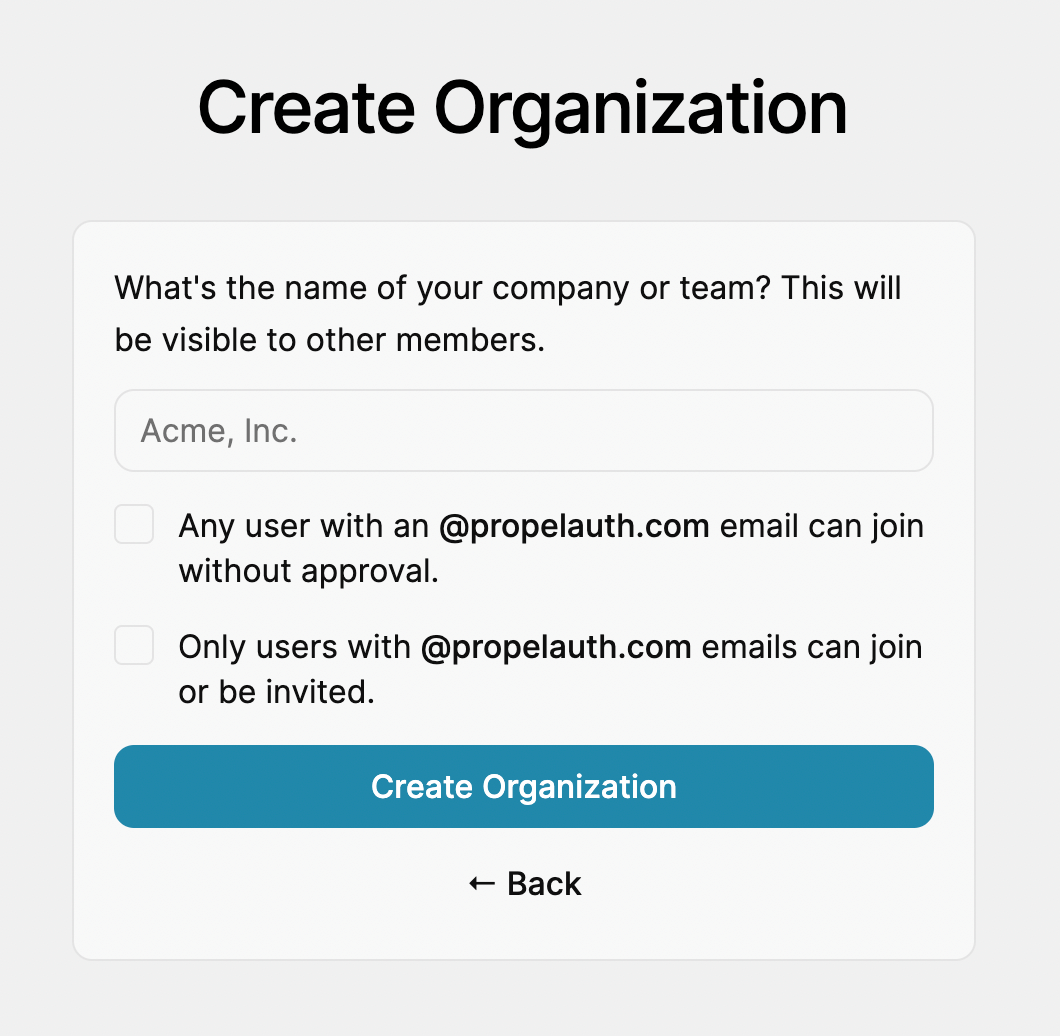 Create Organization
What's the name of your company or team? This will
be visible to other members.
Acme, Inc.
Any user with an @propelauth.com email can join
without approval.
Only users with @propelauth.com emails can join
or be invited.
Create Organization
← Back